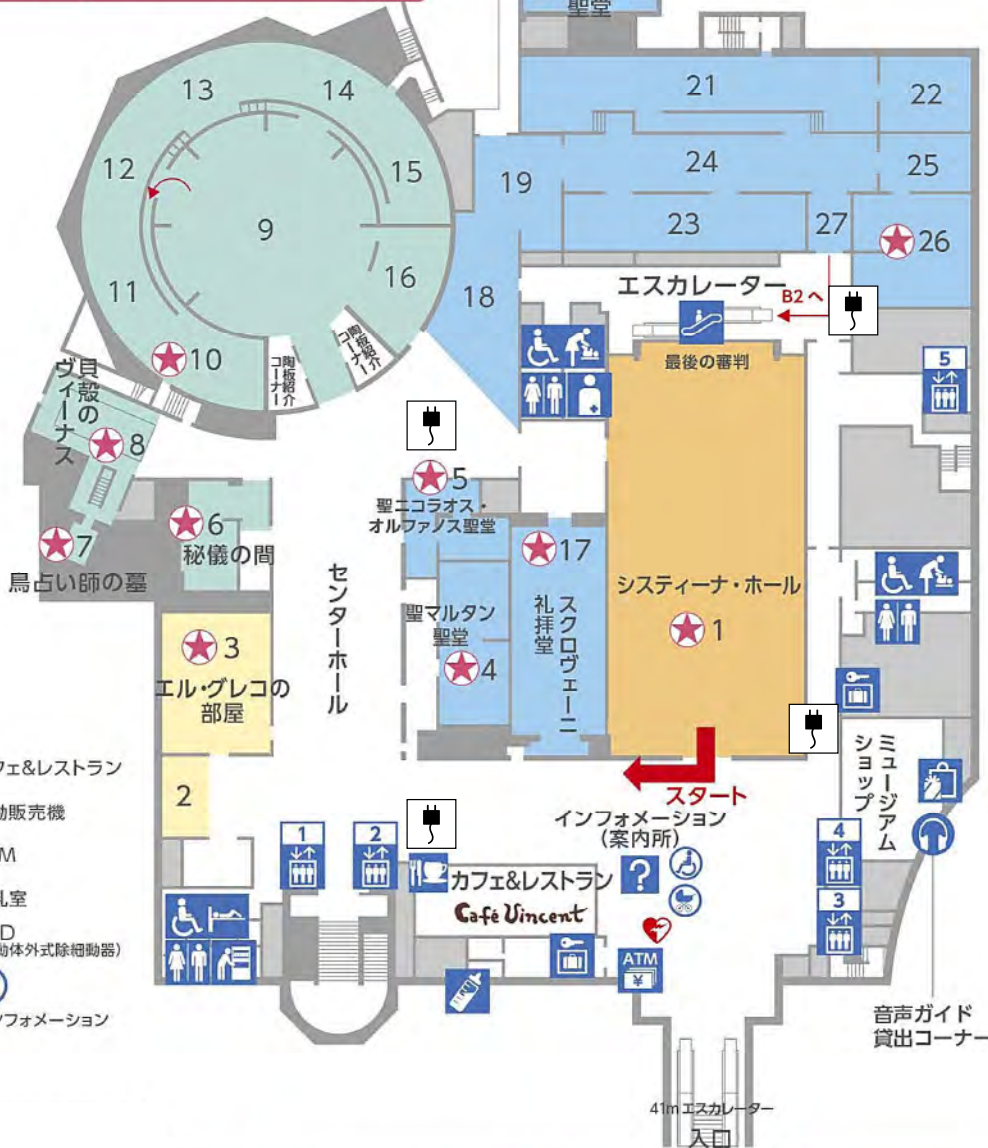 聖堂
13
14
21
22
12
15
19
24
25
9
23
27
26
11
16
18
エスカレーター
B2へ
10
陶板紹介
コーナー
陶板紹介
コーナー
最後の審判
5
貝殻の
ヴィーナス
8
5
聖ニコラオス・
オルファノス聖堂
6
秘儀の間
17
7
鳥占い師の墓
センターホール
システィーナ・ホール
聖マルタン
聖堂
4
スクロヴェーニ
礼拝堂
1
3
エル・グレコの
部屋
フェ&レストラン
2
スタート
ミュージアム
ショップ
動販売機
インフォメーション
(案内所)
1
2
4
M
?
カフェ&レストラン
礼室
Café Vincent
3
D
動体外式除細動器)
ATM
¥
ンフォメーション
音声ガイド
貸出コーナー
41mエスカレーター
入口